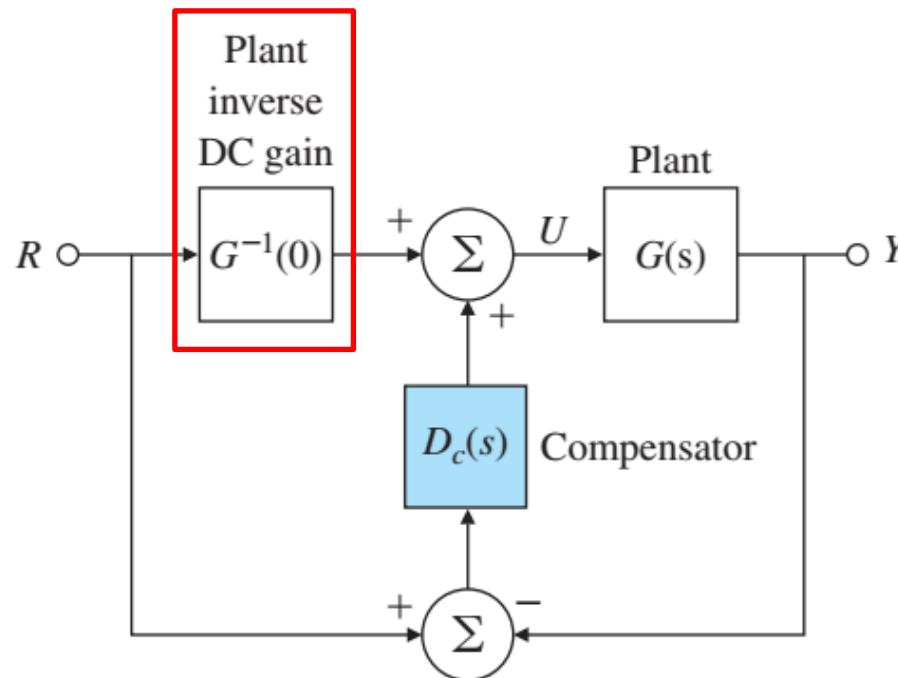 Plant
inverse
DC gain
Plant
R
G⁻¹(0)
+
Σ
U
G(s)
Y
+
D_c(s)
Compensator
+
Σ
−